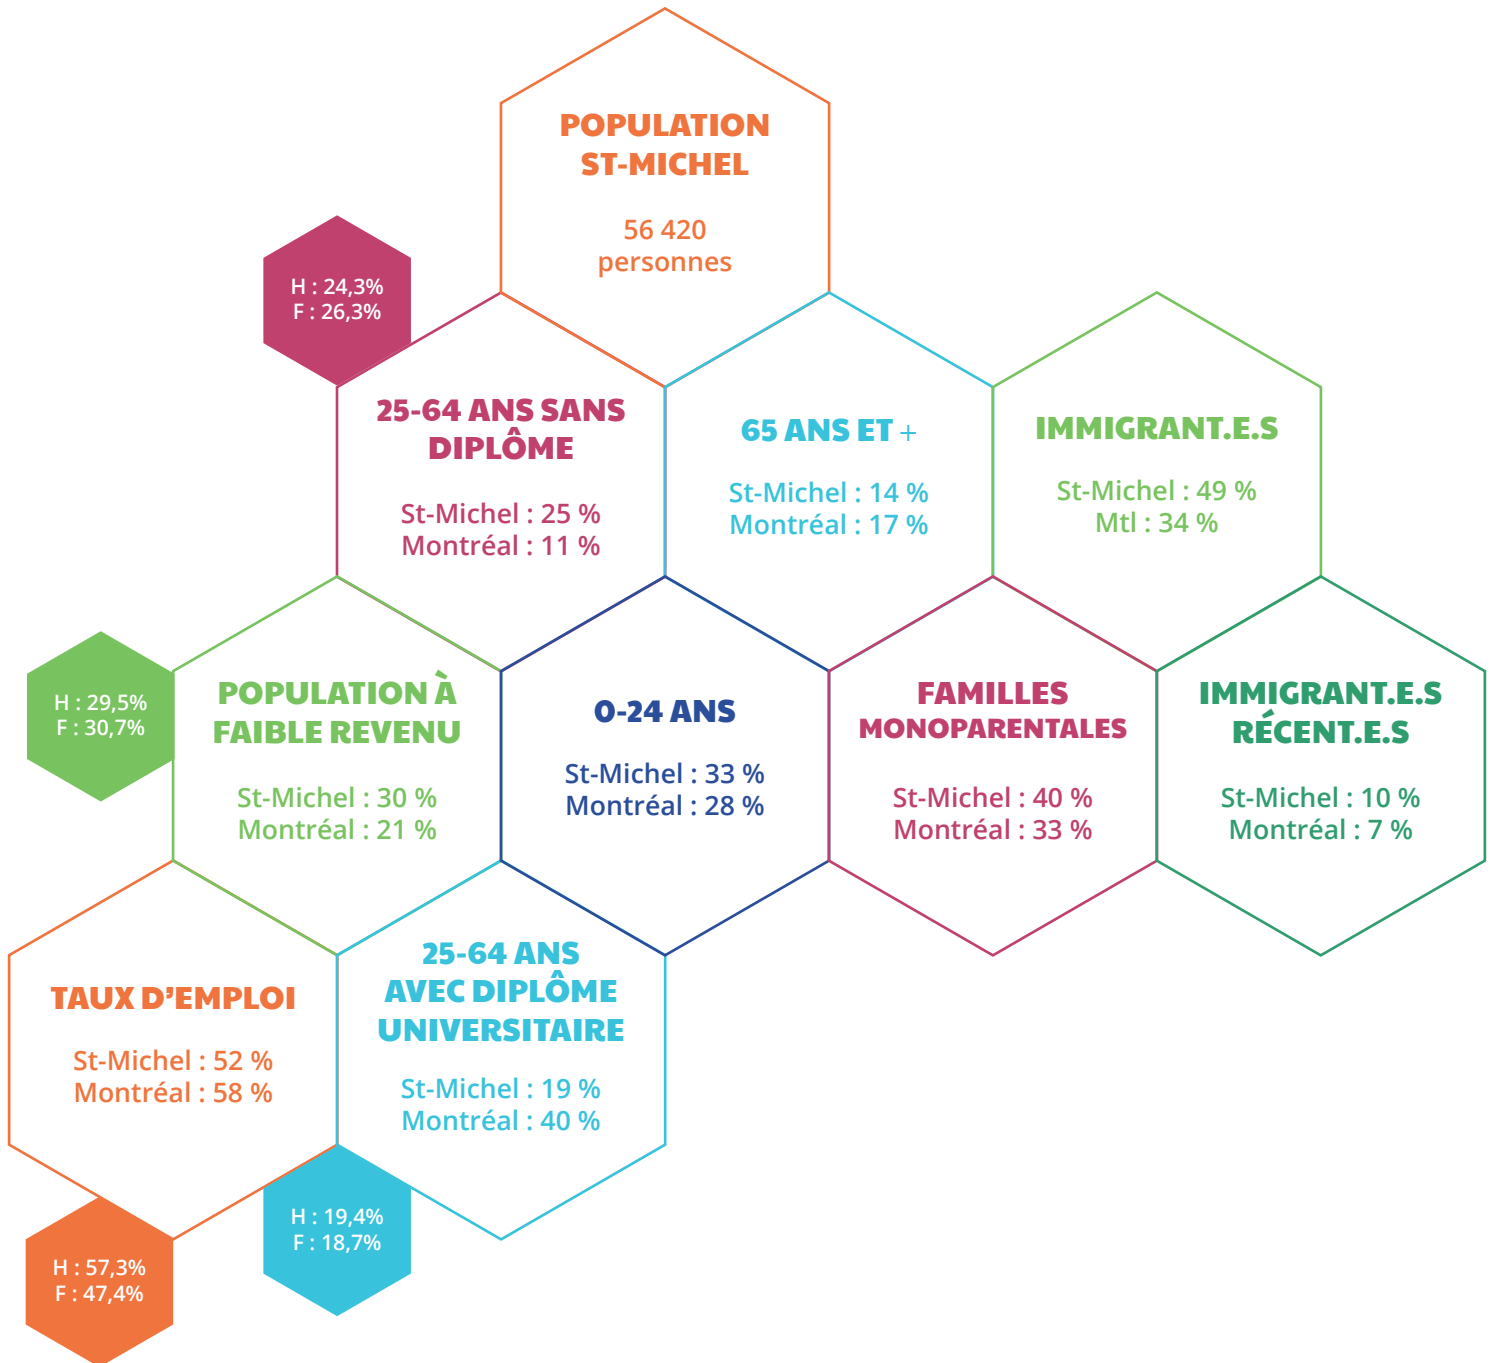 POPULATION
ST-MICHEL
56 420
personnes
H : 24,3%
F : 26,3%
25-64 ANS SANS
DIPLÔME
St-Michel : 25 %
Montréal : 11 %
65 ANS ET +
St-Michel : 14 %
Montréal : 17 %
IMMIGRANT.E.S
St-Michel : 49 %
Mtl : 34 %
H : 29,5%
F : 30,7%
POPULATION À
FAIBLE REVENU
St-Michel : 30 %
Montréal : 21 %
0-24 ANS
St-Michel : 33 %
Montréal : 28 %
FAMILLES
MONOPARENTALES
St-Michel : 40 %
Montréal : 33 %
IMMIGRANT.E.S
RÉCENT.E.S
St-Michel : 10 %
Montréal : 7 %
TAUX D’EMPLOI
St-Michel : 52 %
Montréal : 58 %
25-64 ANS
AVEC DIPLÔME
UNIVERSITAIRE
St-Michel : 19 %
Montréal : 40 %
H : 57,3%
F : 47,4%
H : 19,4%
F : 18,7%